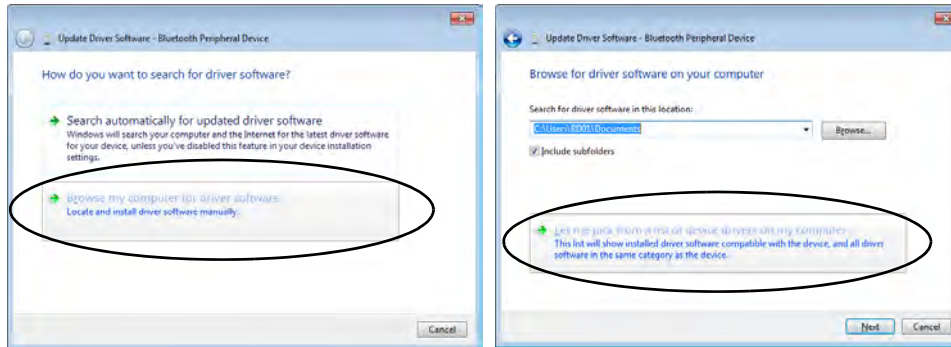 Update Driver Software - Bluetooth Peripheral Device
How do you want to search for driver software?
Search automatically for updated driver software
Windows will search your computer and the Internet for the latest driver software
for your device, unless you've disabled this feature in your device installation
settings.
Browse my computer for driver software
Locate and install driver software manually.
Cancel
Update Driver Software - Bluetooth Peripheral Device
Browse for driver software on your computer
Search for driver software in this location:
C:\Users\RD01\Documents
Browse...
Include subfolders
Let me pick from a list of device drivers on my computer
This list will show installed driver software compatible with the device, and all driver
software in the same category as the device.
Next
Cancel